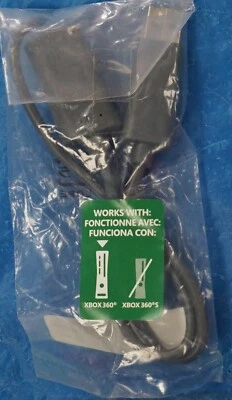 WORKS WITH:
FONCTIONNE AVEC:
FUNCIONA CON:
XBOX 360® XBOX 360®S